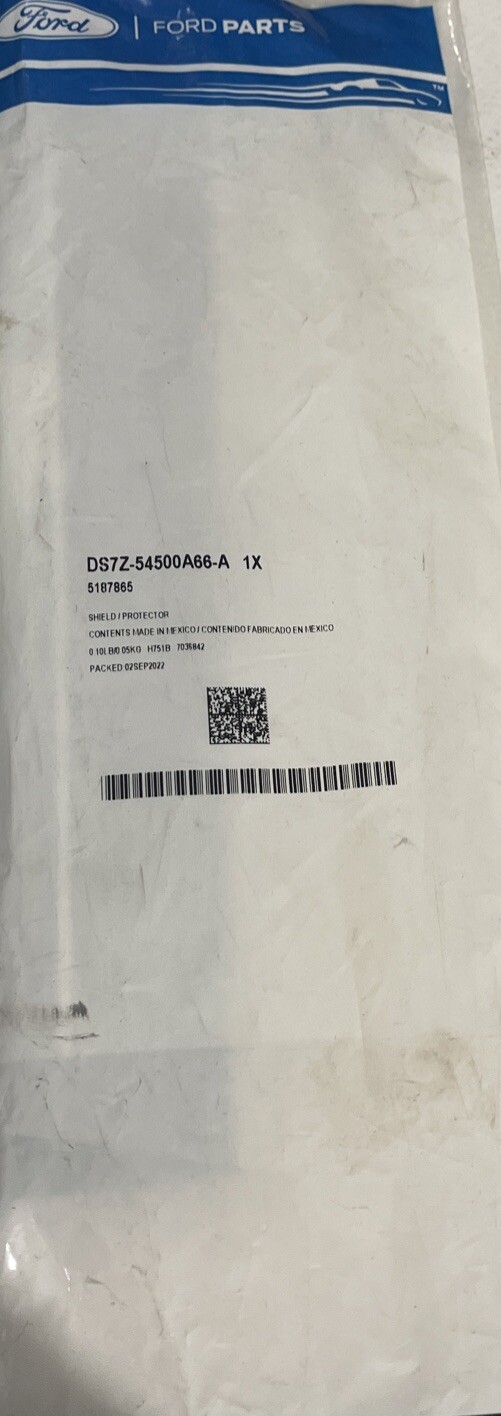 Ford | FORD PARTS
TM
DS7Z-54500A66-A 1X
5187865
SHIELD / PROTECTOR
CONTENTS MADE IN MEXICO / CONTENIDO FABRICADO EN MEXICO
0.10LB/0.05KG H751B 7036842
PACKED 02SEP2022